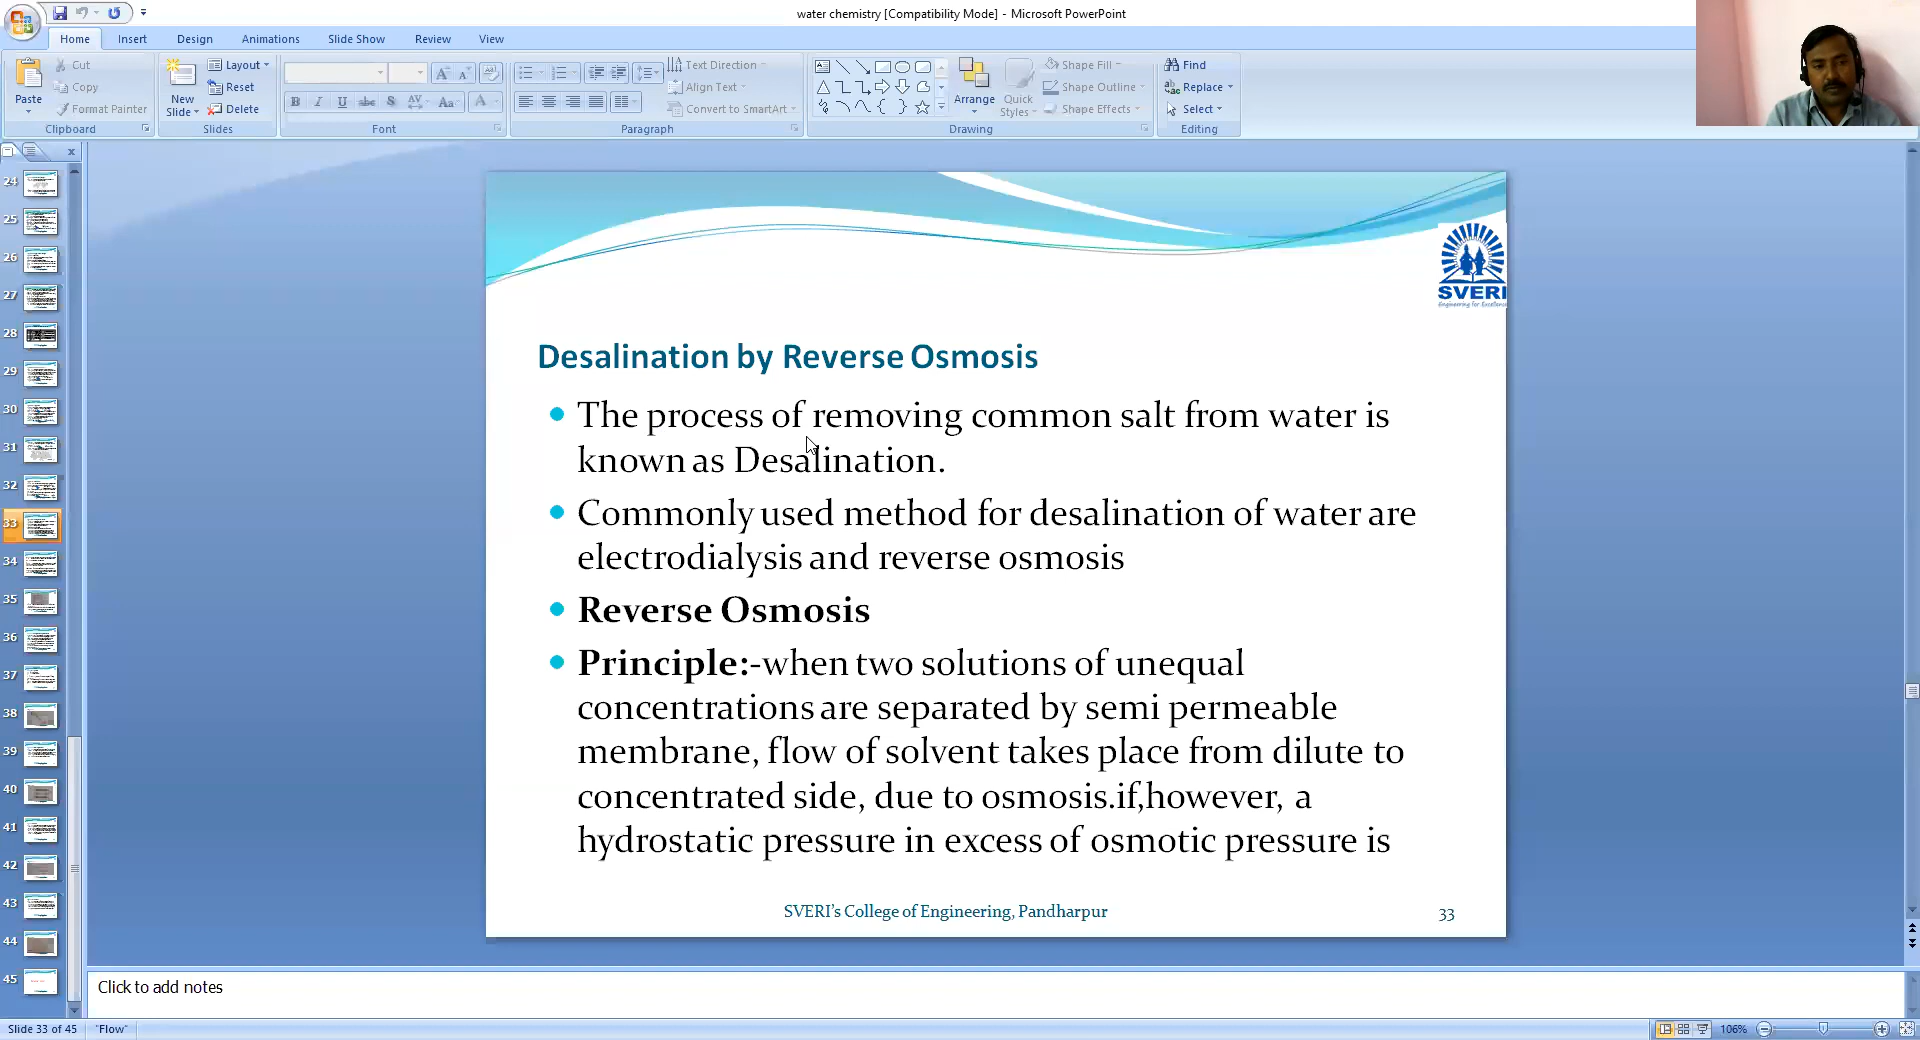 water chemistry [Compatibility Mode] - Microsoft PowerPoint
Home Insert Design Animations Slide Show Review View
Paste
Cut
Copy
Format Painter
Clipboard
New
Slide
Layout
Reset
Delete
Slides
B I U abc S AV Aa A
Font
Text Direction
Align Text
Convert to SmartArt
Paragraph
Arrange
Quick
Styles
Shape Fill
Shape Outline
Shape Effects
Drawing
Find
Replace
Select
Editing
24
25
26
27
28
29
30
31
32
33
34
35
36
37
38
39
40
41
42
43
44
45
SVERI
Engineering for Excellence
Desalination by Reverse Osmosis
The process of removing common salt from water is
known as Desalination.
Commonly used method for desalination of water are
electrodialysis and reverse osmosis
Reverse Osmosis
Principle:-when two solutions of unequal
concentrations are separated by semi permeable
membrane, flow of solvent takes place from dilute to
concentrated side, due to osmosis.if,however, a
hydrostatic pressure in excess of osmotic pressure is
SVERI's College of Engineering, Pandharpur
33
Click to add notes
Slide 33 of 45 "Flow" 106%